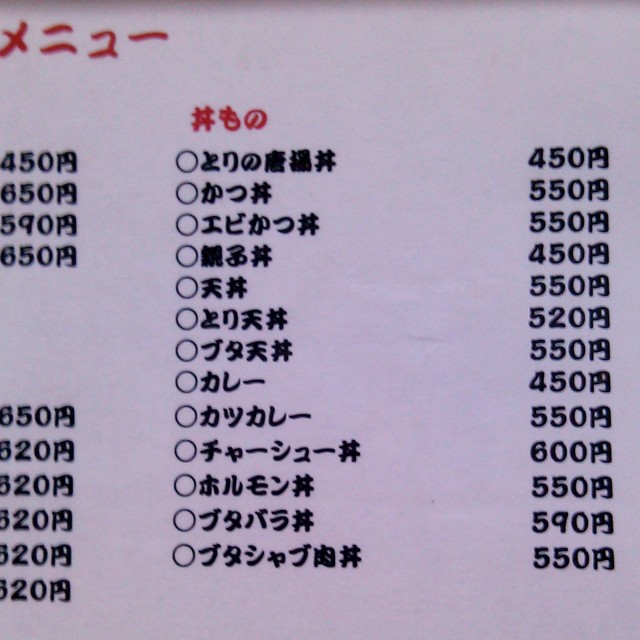 メニュー
丼もの
450円 ○とりの唐揚丼 450円
650円 ○かつ丼 550円
590円 ○エビかつ丼 550円
650円 ○親子丼 450円
○天丼 550円
○とり天丼 520円
○ブタ天丼 550円
○カレー 450円
650円 ○カツカレー 550円
620円 ○チャーシュー丼 600円
620円 ○ホルモン丼 550円
620円 ○ブタバラ丼 590円
620円 ○ブタシャブ肉丼 550円
620円